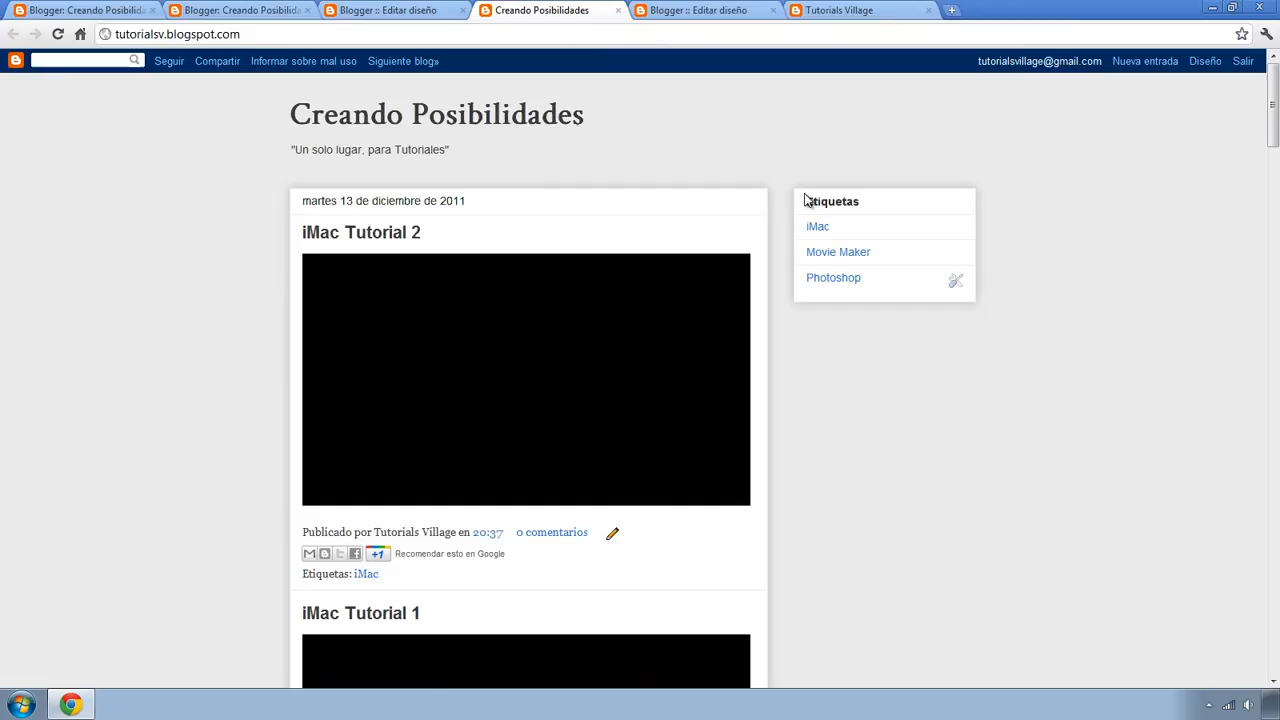 Blogger: Creando Posibilida
Blogger: Creando Posibilida
Blogger :: Editar diseño
Creando Posibilidades
Blogger :: Editar diseño
Tutorials Village
tutorialsv.blogspot.com
Seguir Compartir Informar sobre mal uso Siguiente blog»
tutorialsvillage@gmail.com Nueva entrada Diseño Salir
Creando Posibilidades
"Un solo lugar, para Tutoriales"
martes 13 de diciembre de 2011
iMac Tutorial 2
Publicado por Tutorials Village en 20:37 0 comentarios
+1 Recomendar esto en Google
Etiquetas: iMac
iMac Tutorial 1
Etiquetas
iMac
Movie Maker
Photoshop